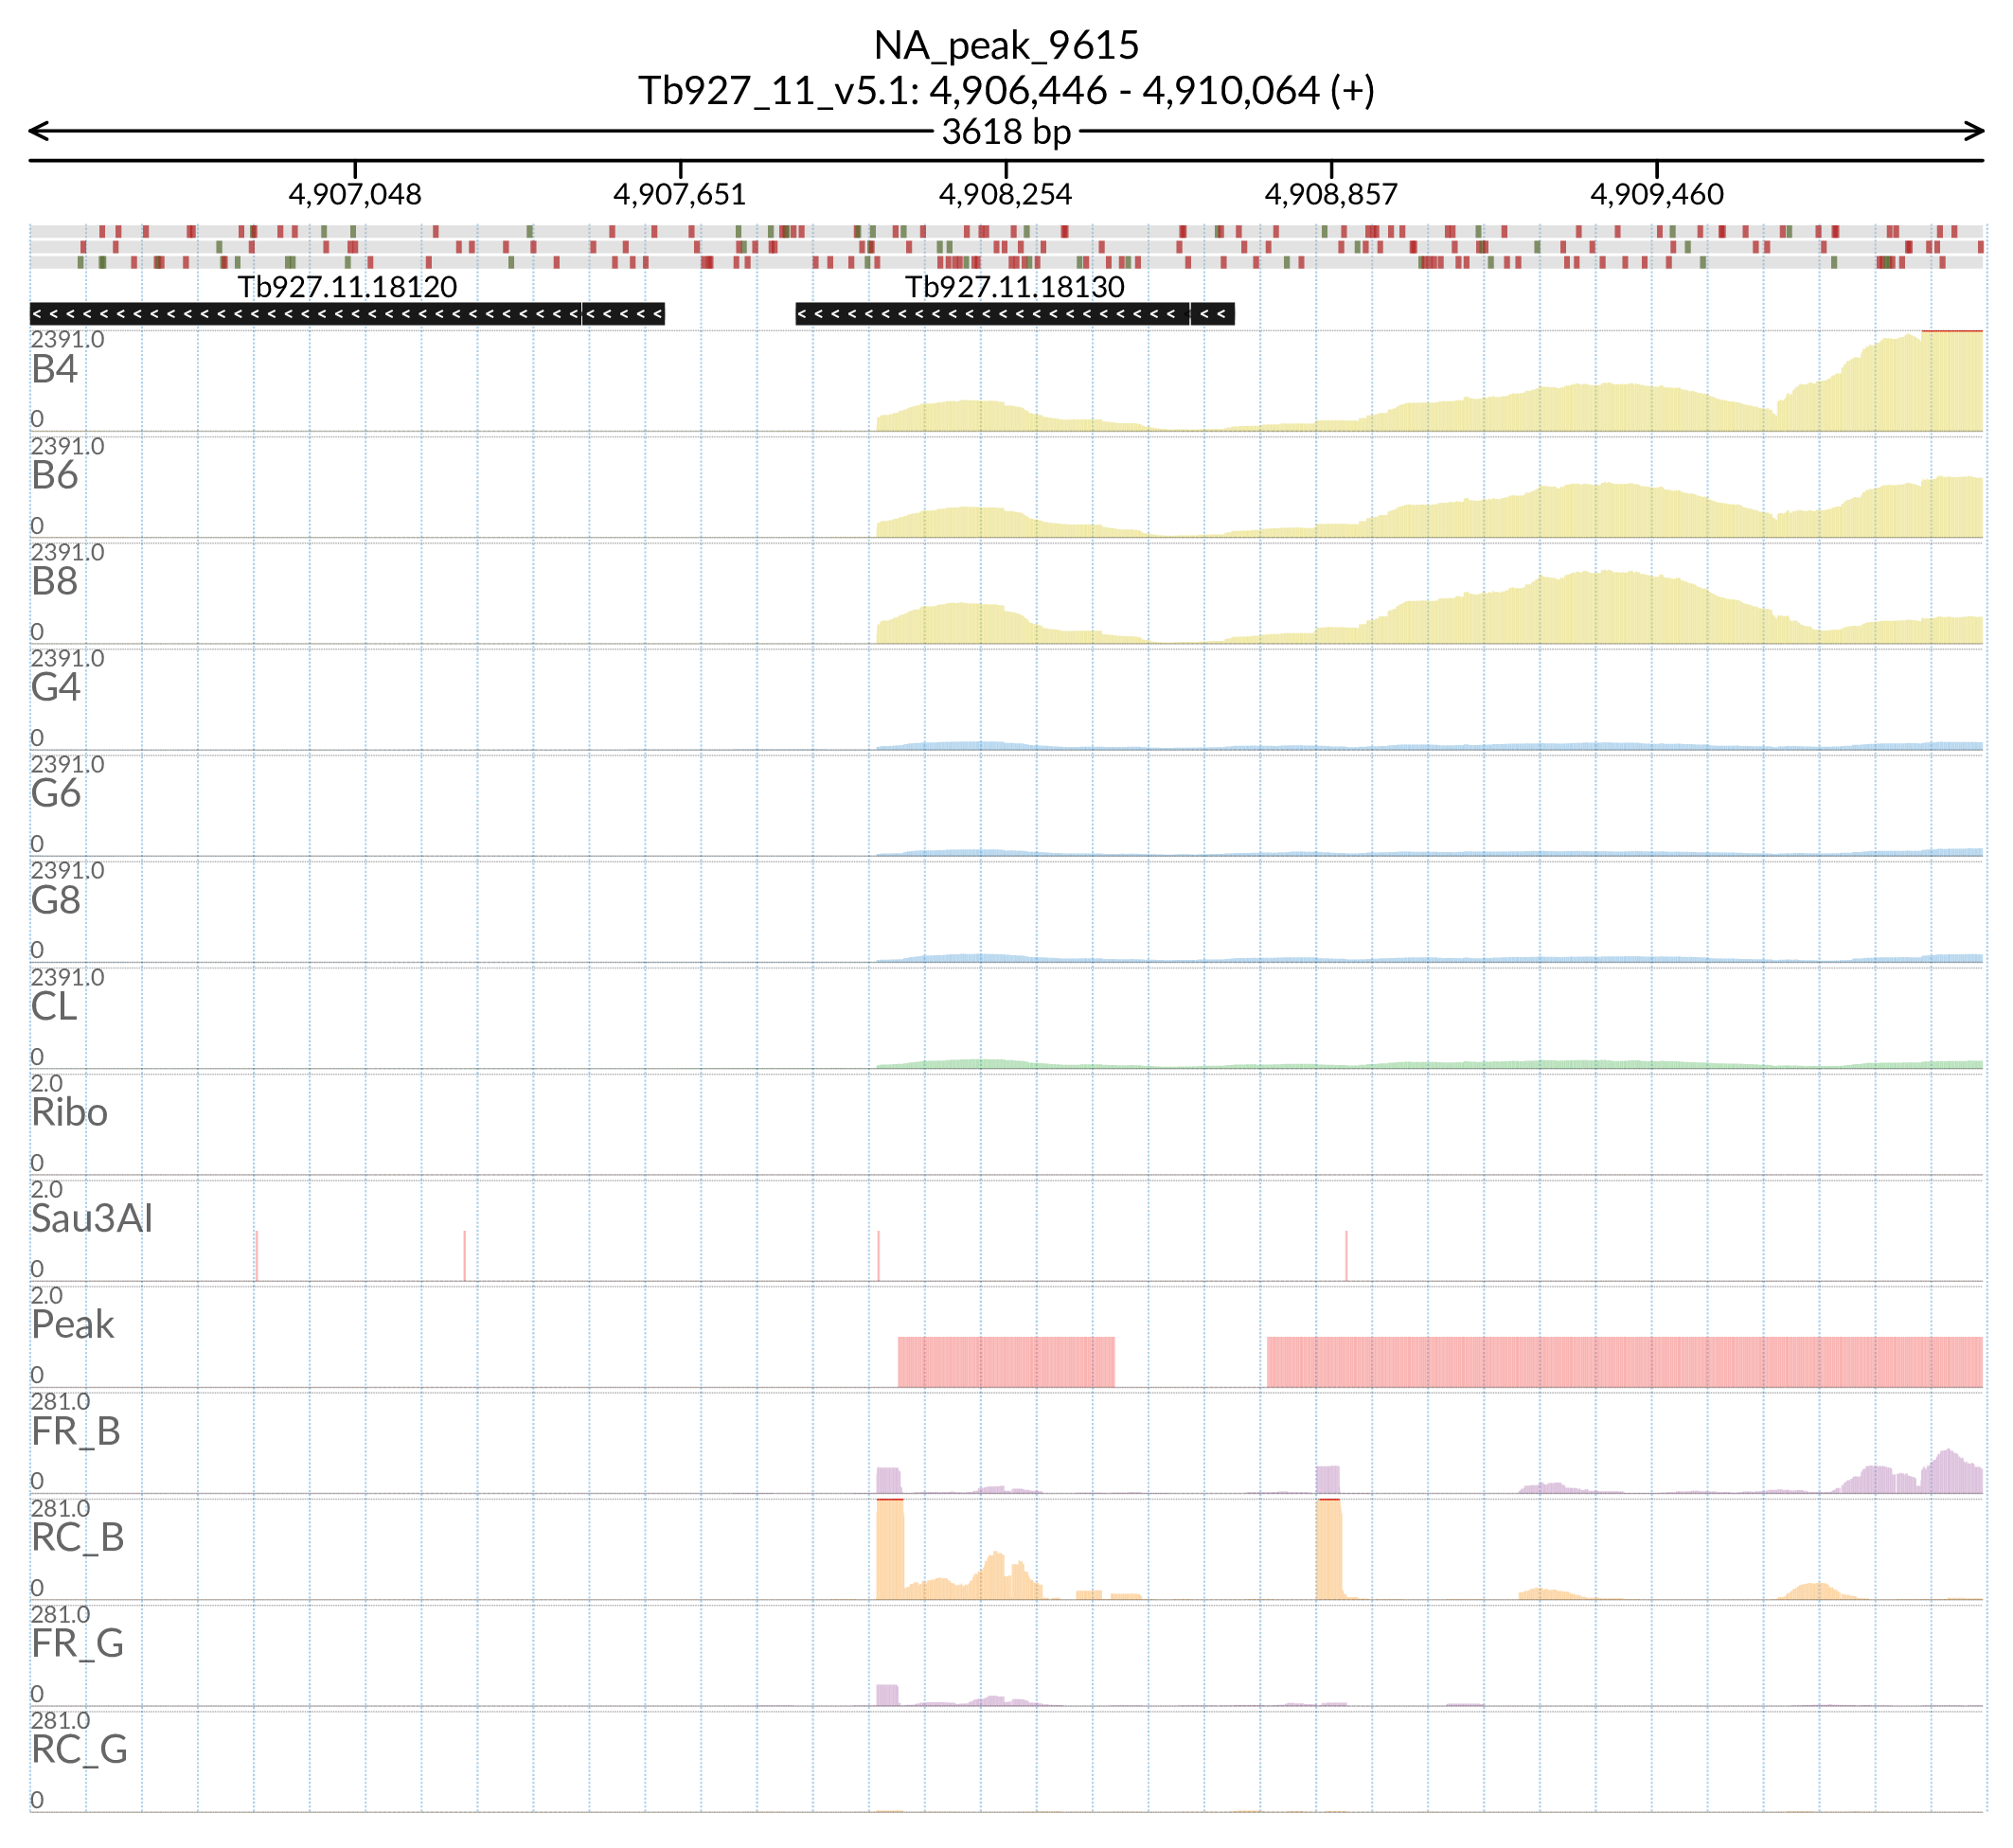 NA_peak_9615
Tb927_11_v5.1: 4,906,446 - 4,910,064 (+)
3618 bp
4,907,048 4,907,651 4,908,254 4,908,857 4,909,460
Tb927.11.18120 Tb927.11.18130
2391.0
B4
0
2391.0
B6
0
2391.0
B8
0
2391.0
G4
0
2391.0
G6
0
2391.0
G8
0
2391.0
CL
0
2.0
Ribo
0
2.0
Sau3AI
0
2.0
Peak
0
281.0
FR_B
0
281.0
RC_B
0
281.0
FR_G
0
281.0
RC_G
0